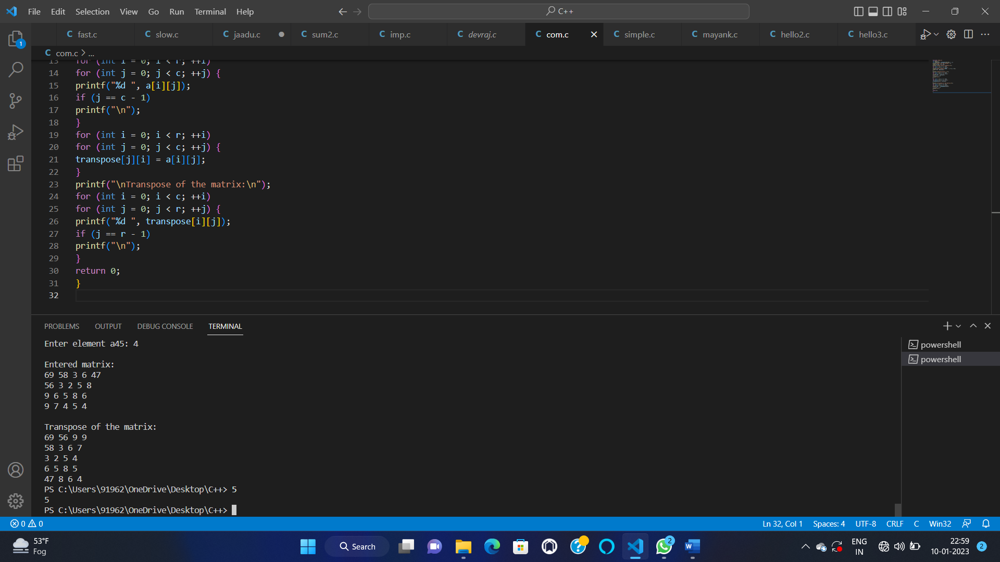 File Edit Selection View Go Run Terminal Help
C++
C fast.c C slow.c C jaadu.c C sum2.c C imp.c C devraj.c C com.c C simple.c C mayank.c C hello2.c C hello3.c
1
C com.c > ...
13 for (int i = 0; i < r; ++i)
14 for (int j = 0; j < c; ++j) {
15 printf("%d ", a[i][j]);
16 if (j == c - 1)
17 printf("\n");
18 }
19 for (int i = 0; i < r; ++i)
20 for (int j = 0; j < c; ++j) {
21 transpose[j][i] = a[i][j];
22 }
23 printf("\nTranspose of the matrix:\n");
24 for (int i = 0; i < c; ++i)
25 for (int j = 0; j < r; ++j) {
26 printf("%d ", transpose[i][j]);
27 if (j == r - 1)
28 printf("\n");
29 }
30 return 0;
31 }
32
PROBLEMS OUTPUT DEBUG CONSOLE TERMINAL
Enter element a45: 4
Entered matrix:
69 58 3 6 47
56 3 2 5 8
9 6 5 8 6
9 7 4 5 4
Transpose of the matrix:
69 56 9 9
58 3 6 7
3 2 5 4
6 5 8 5
47 8 6 4
PS C:\Users\91962\OneDrive\Desktop\C++> 5
5
PS C:\Users\91962\OneDrive\Desktop\C++>
powershell
powershell
0 0 Ln 32, Col 1 Spaces: 4 UTF-8 CRLF C Win32
53°F
Fog
Search
2
ENG
IN
22:59
10-01-2023
2